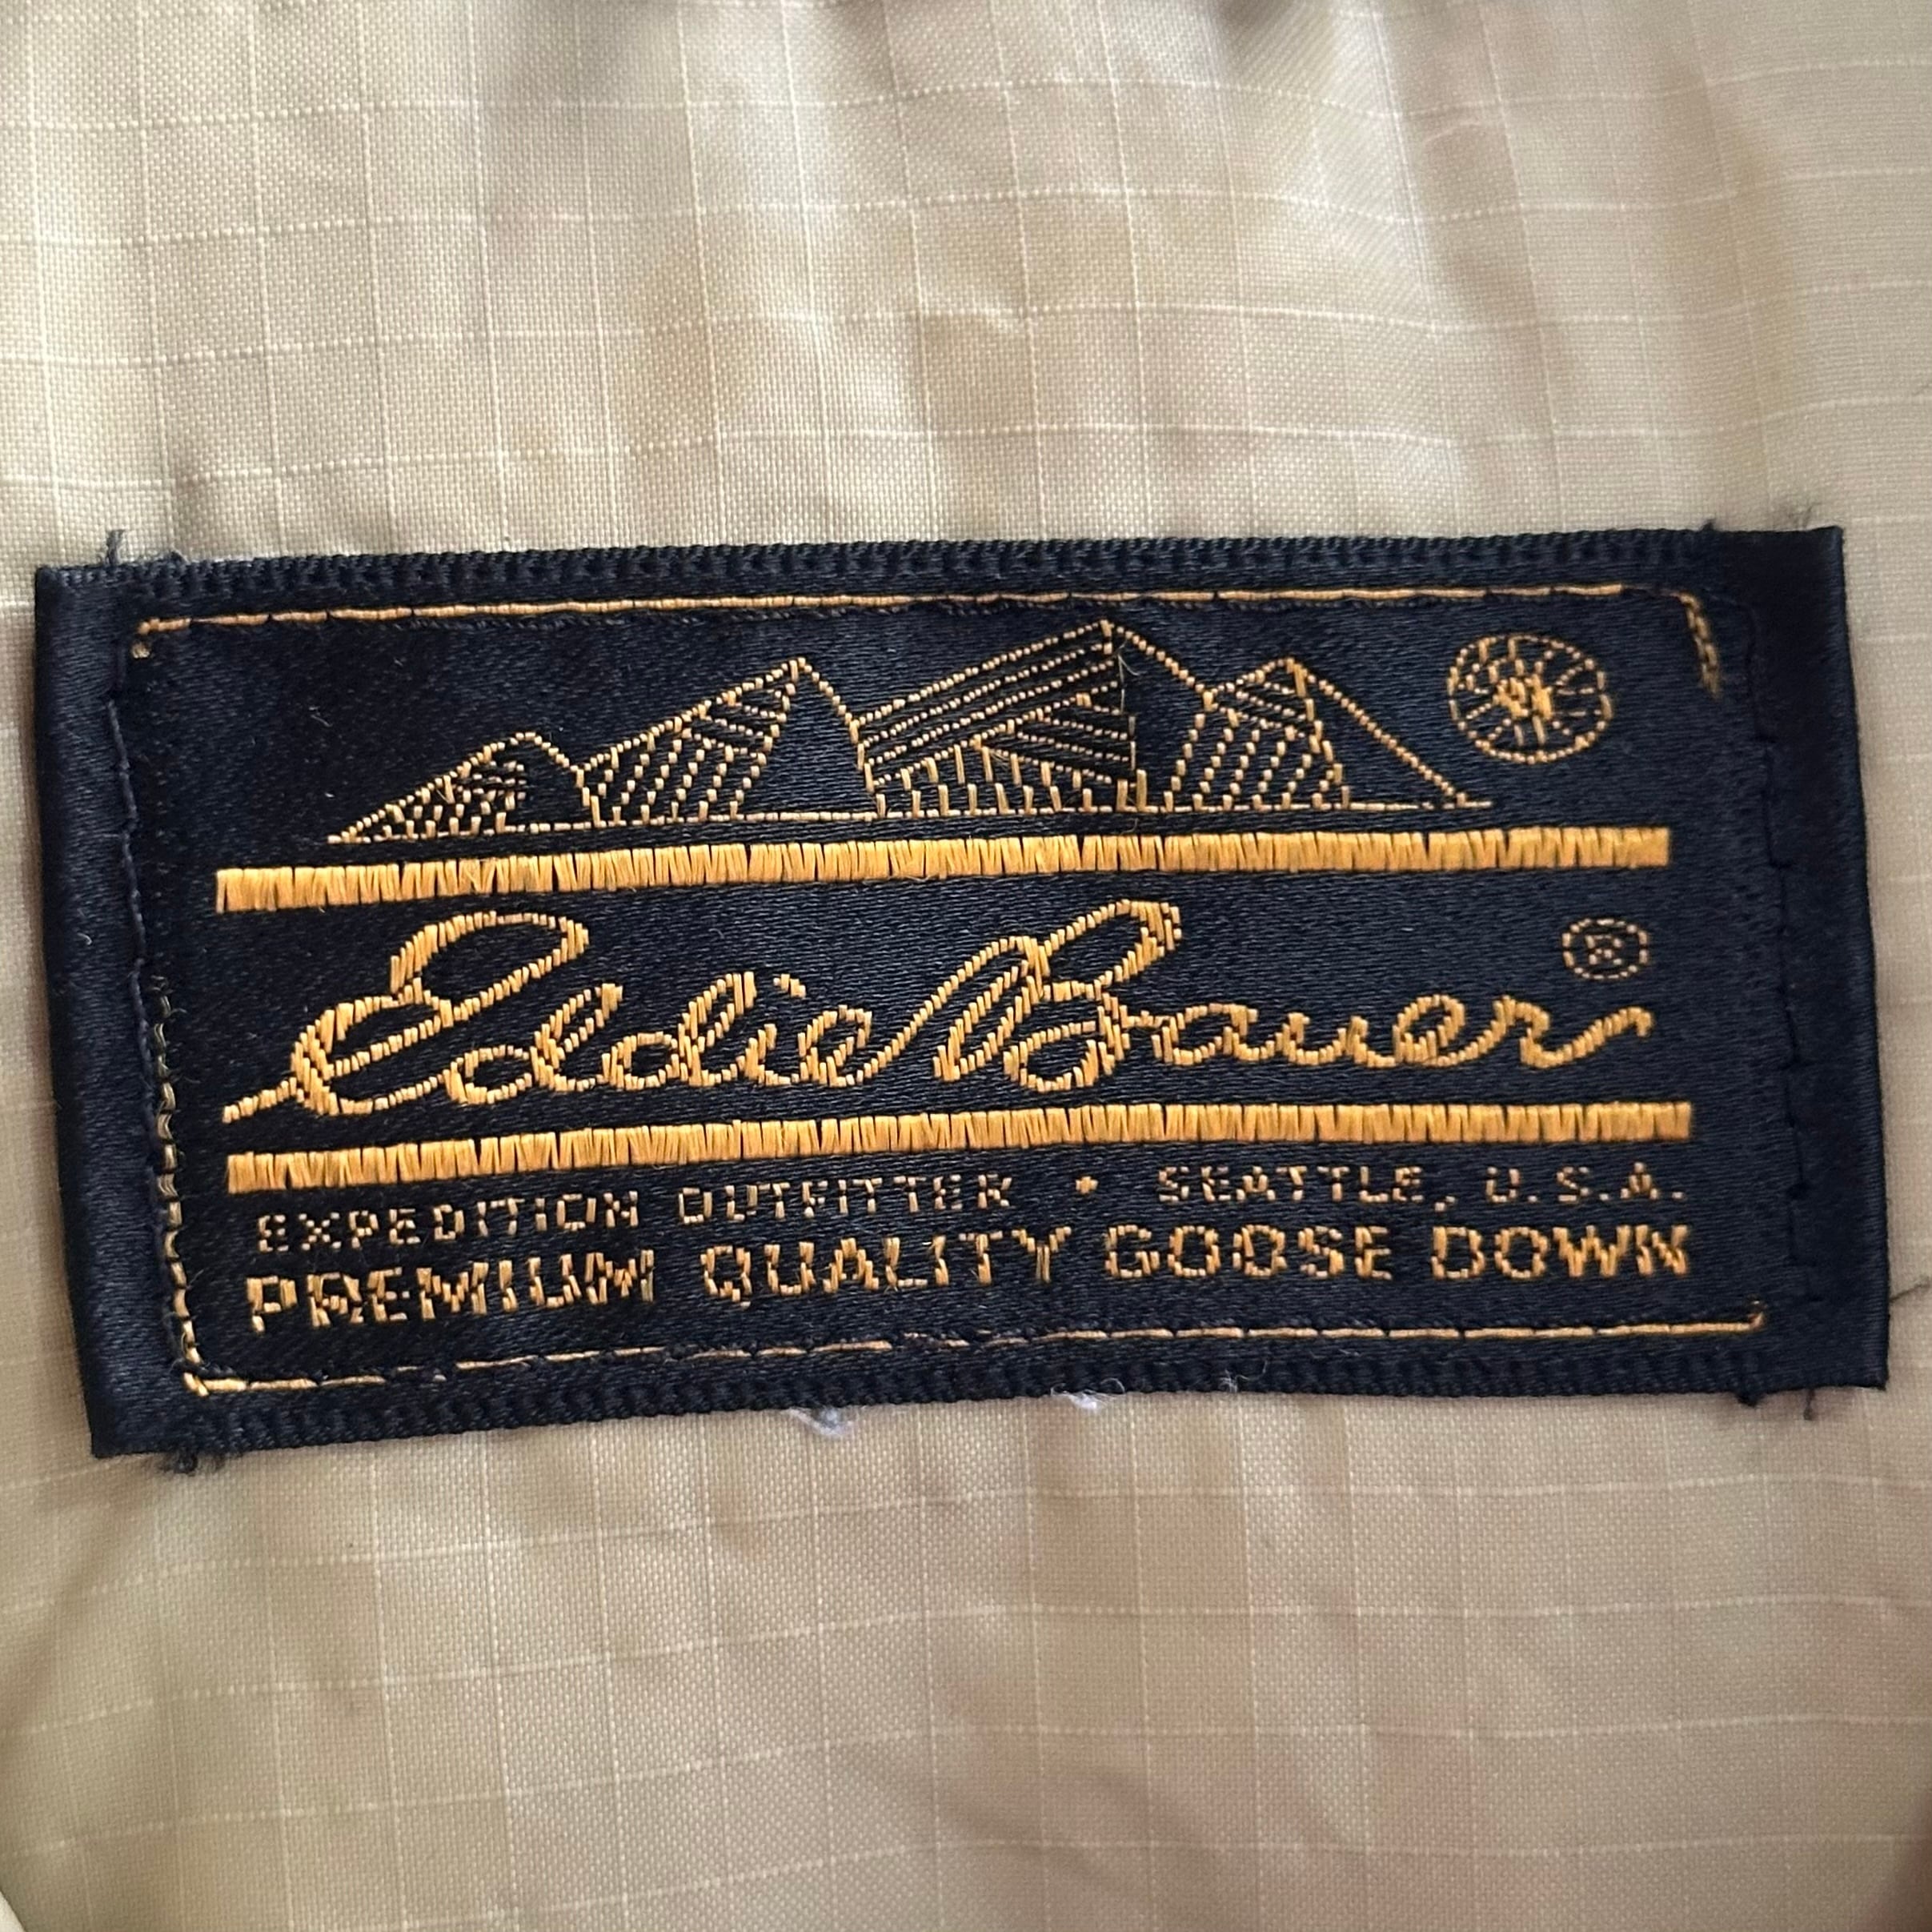 Eddie Bauer ®
EXPEDITION OUTFITTER • SEATTLE, U.S.A.
PREMIUM QUALITY GOOSE DOWN